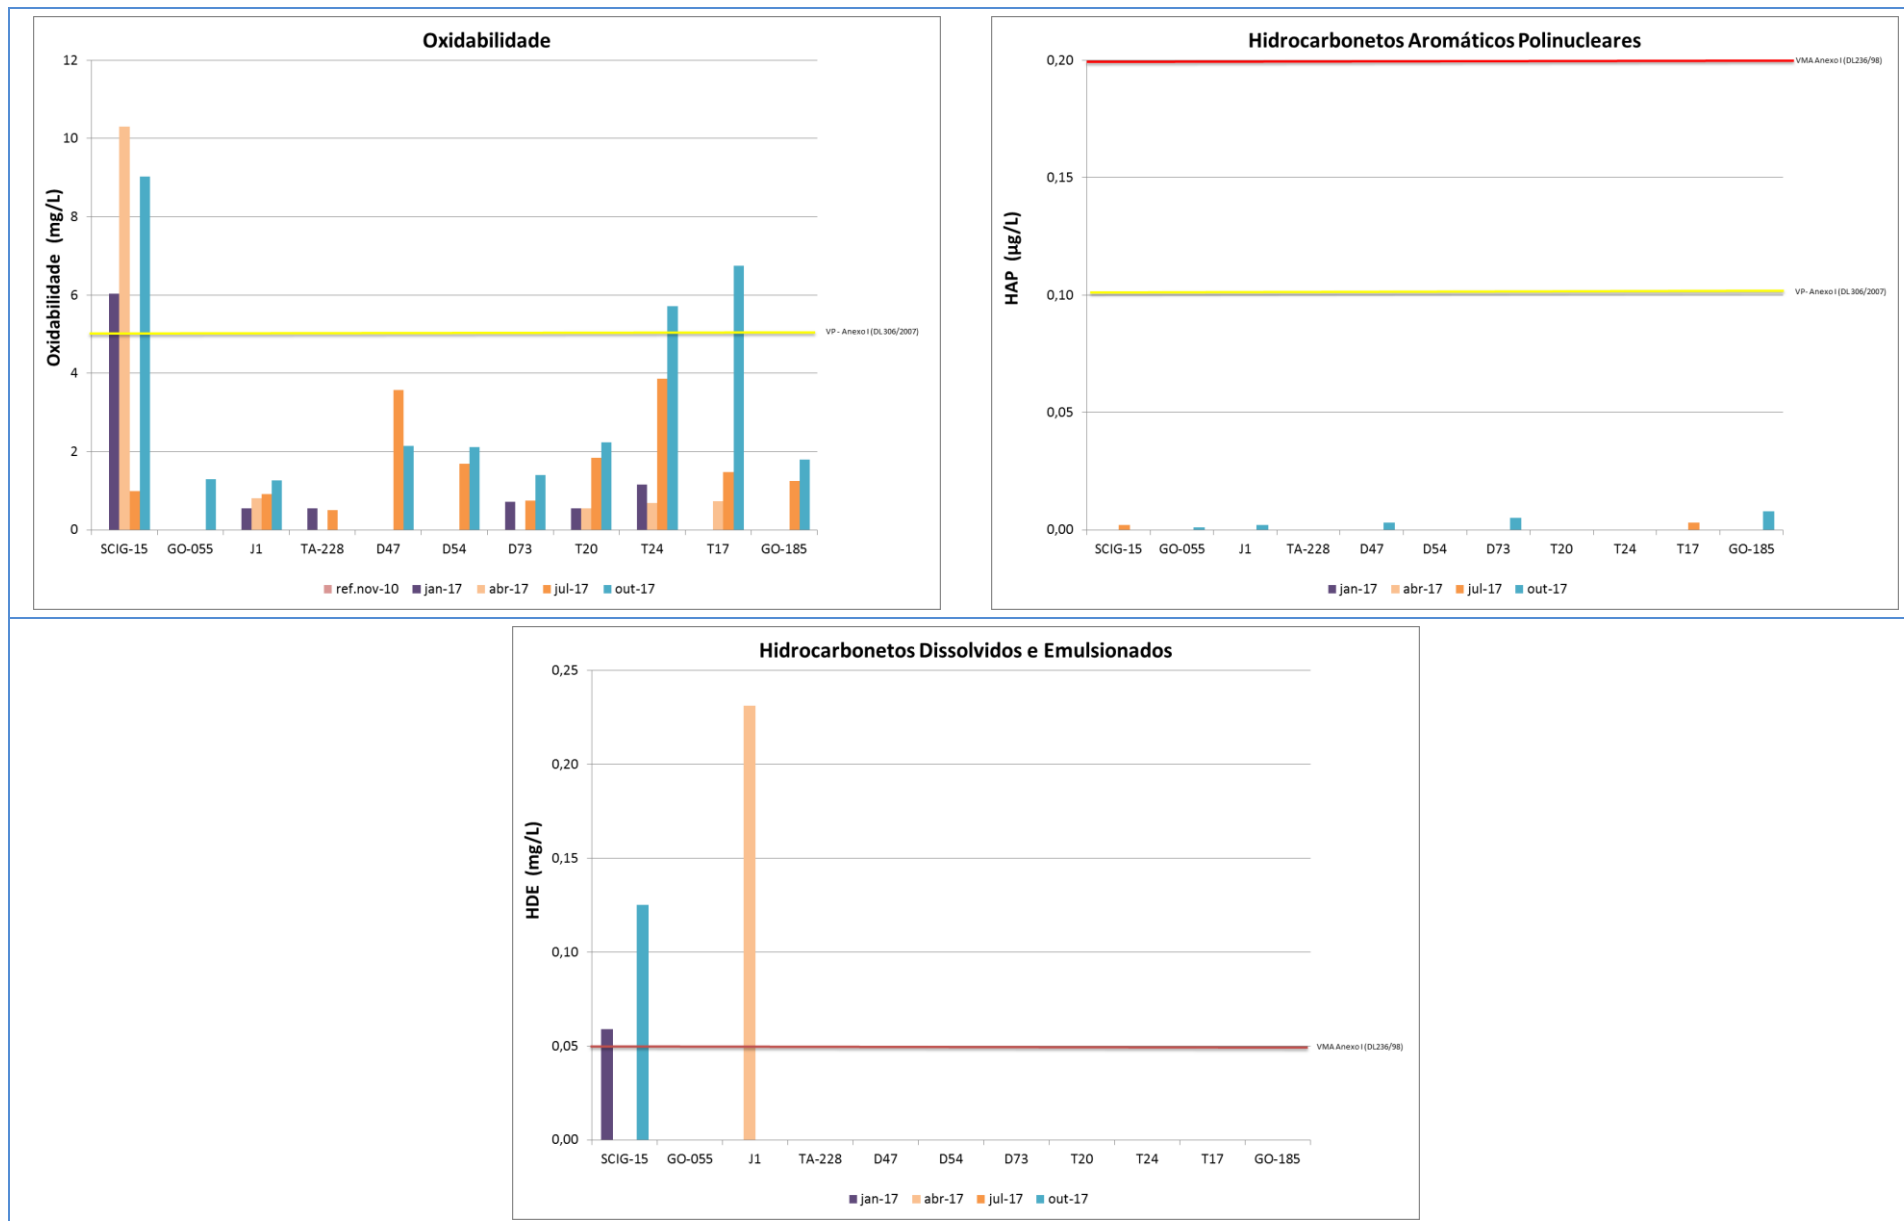 Oxidabilidade
12
10
8
6
4
2
0
Oxidabilidade (mg/L)
VP - Anexo I (DL306/2007)
SCIG-15 GO-055 J1 TA-228 D47 D54 D73 T20 T24 T17 GO-185
ref.nov-10 jan-17 abr-17 jul-17 out-17
Hidrocarbonetos Aromáticos Polinucleares
0,20
0,15
0,10
0,05
0,00
HAP (µg/L)
VMA Anexo I (DL236/98)
VP- Anexo I (DL306/2007)
SCIG-15 GO-055 J1 TA-228 D47 D54 D73 T20 T24 T17 GO-185
jan-17 abr-17 jul-17 out-17
Hidrocarbonetos Dissolvidos e Emulsionados
0,25
0,20
0,15
0,10
0,05
0,00
HDE (mg/L)
VMA Anexo I (DL236/98)
SCIG-15 GO-055 J1 TA-228 D47 D54 D73 T20 T24 T17 GO-185
jan-17 abr-17 jul-17 out-17